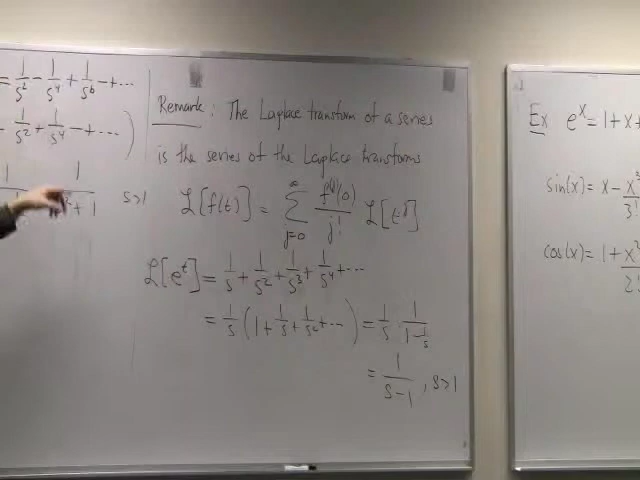 = 1/s² - 1/s⁴ + 1/s⁶ - + ...
- 1/s² + 1/s⁴ - + ... )
s>1
Remark: The Laplace transform of a series
is the series of the Laplace transforms
L[f(t)] = ∑_{j=0}^{∞} f^{(j)}(0)/j! L[t^j]
L[e^t] = 1/s + 1/s² + 1/s³ + 1/s⁴ + ...
= 1/s (1 + 1/s + 1/s² + ...) = 1/s · 1/(1 - 1/s)
= 1/(s-1), s>1
Ex e^x = 1 + x +
sin(x) = x - x³/3!
cos(x) = 1 + x²/2!